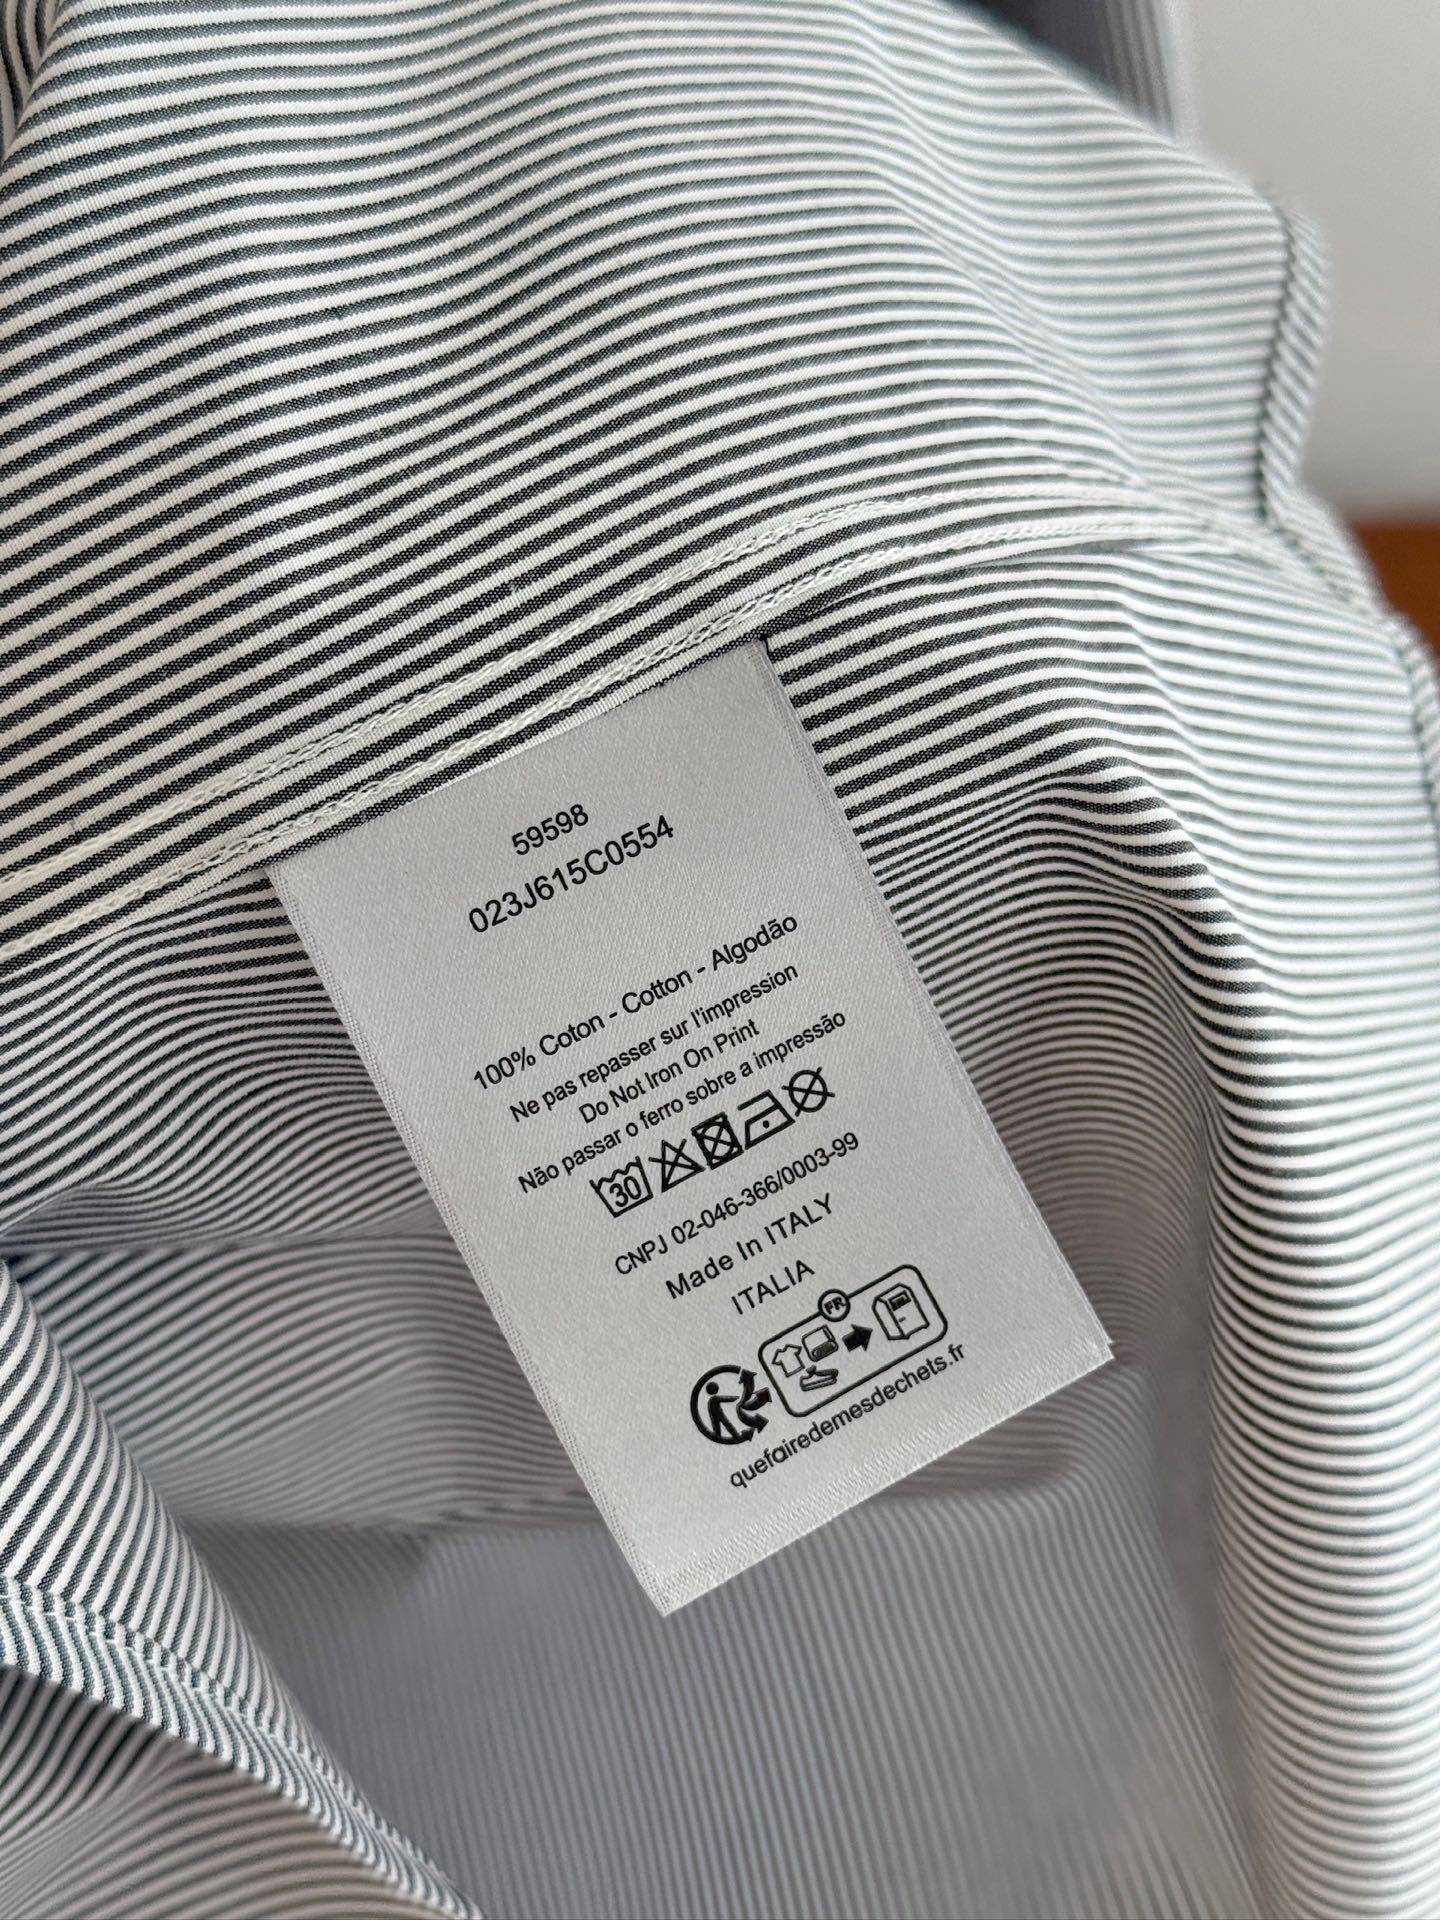 59598
023J615C0554
100% Coton - Cotton - Algodão
Ne pas repasser sur l'impression
Do Not Iron On Print
Não passar o ferro sobre a impressão
30
CNPJ 02-046-366/0003-99
Made In ITALY
ITALIA
FR
quefairedemesdechets.fr